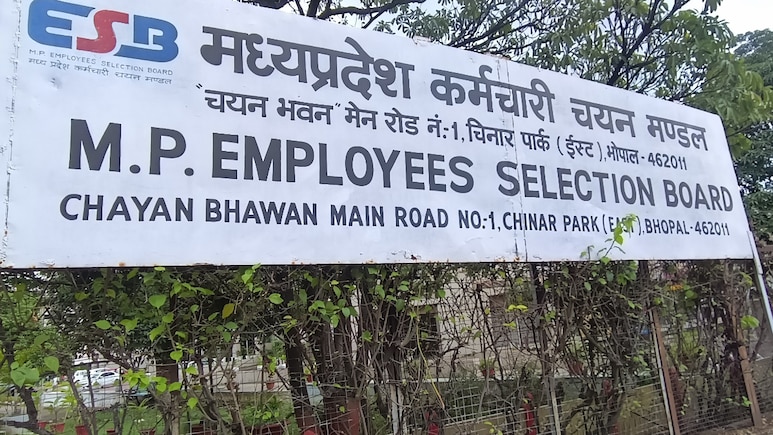 ESB
M.P EMPLOYEES SELECTION BOARD
मध्य प्रदेश कर्मचारी चयन मण्डल
मध्यप्रदेश कर्मचारी चयन मण्डल
"चयन भवन" मेन रोड नं:-1, चिनार पार्क ( ईस्ट ),भोपाल - 462011
M.P. EMPLOYEES SELECTION BOARD
CHAYAN BHAWAN MAIN ROAD NO:-1, CHINAR PARK (EAST), BHOPAL-462011